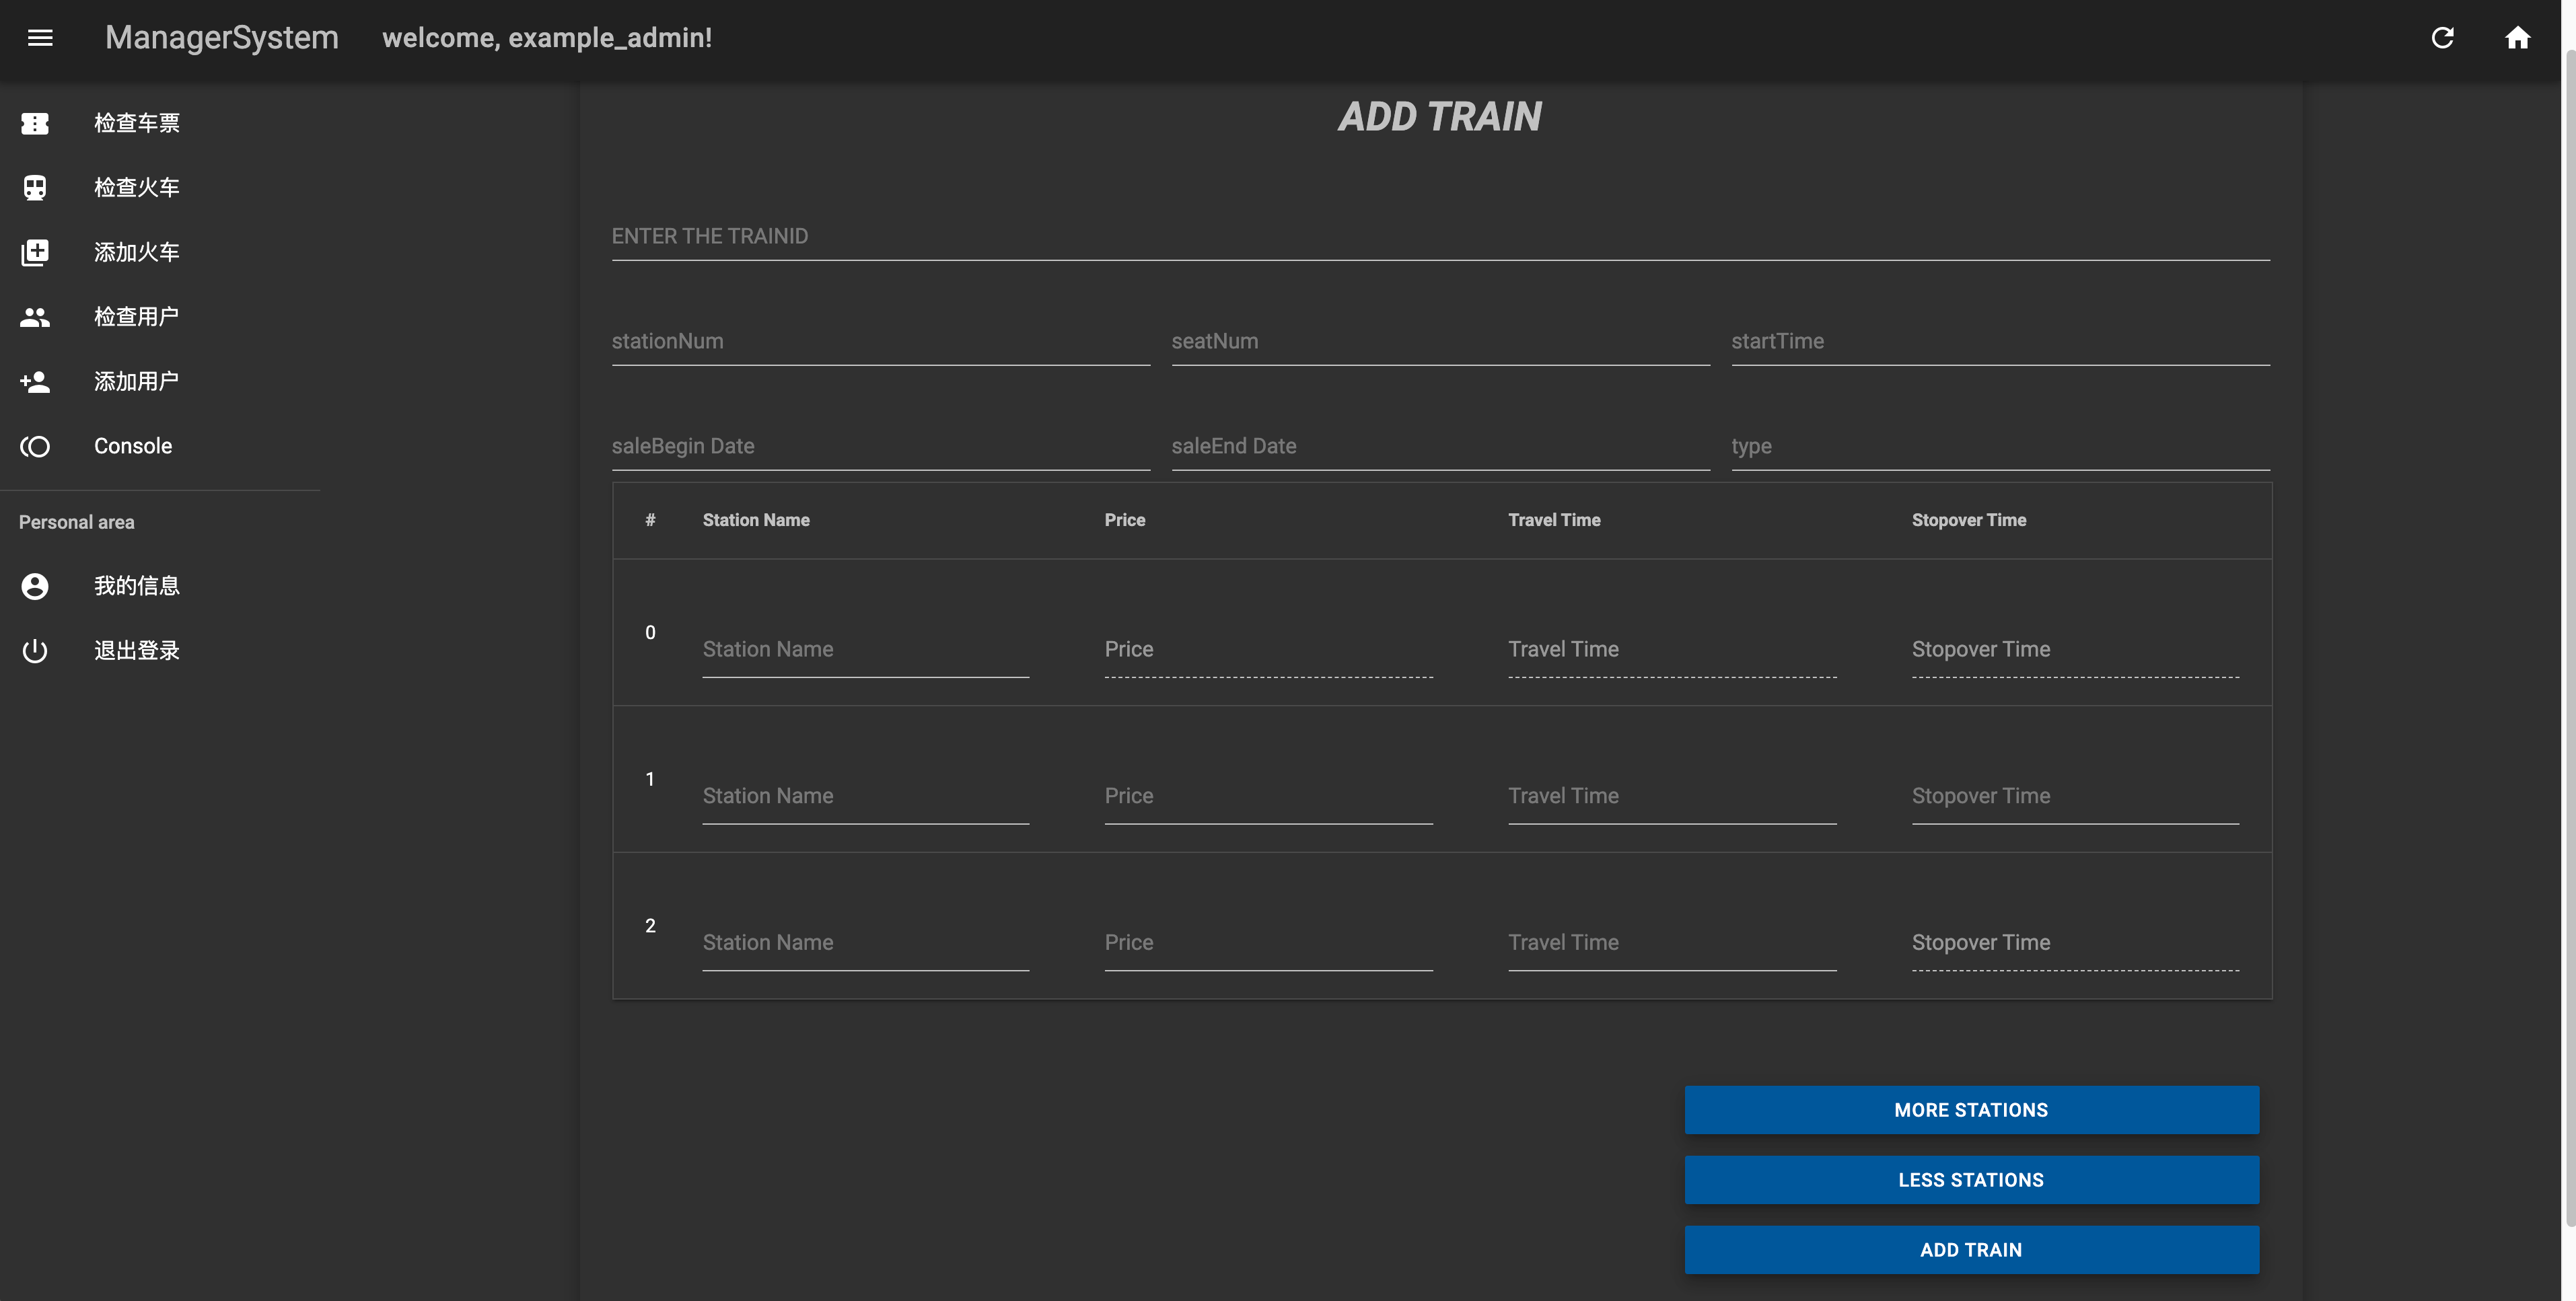 ManagerSystem welcome, example_admin!
检查车票
检查火车
添加火车
检查用户
添加用户
Console
Personal area
我的信息
退出登录
ADD TRAIN
ENTER THE TRAINID
stationNum seatNum startTime
saleBegin Date saleEnd Date type
# Station Name Price Travel Time Stopover Time
0 Station Name Price Travel Time Stopover Time
1 Station Name Price Travel Time Stopover Time
2 Station Name Price Travel Time Stopover Time
MORE STATIONS
LESS STATIONS
ADD TRAIN